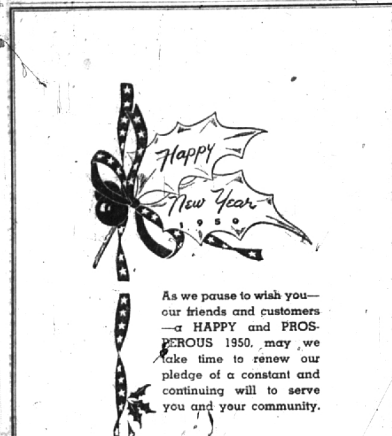 Happy
New Year
1950
As we pause to wish you—
our friends and customers
—a HAPPY and PROS-
PEROUS 1950, may we
take time to renew our
pledge of a constant and
continuing will to serve
you and your community.